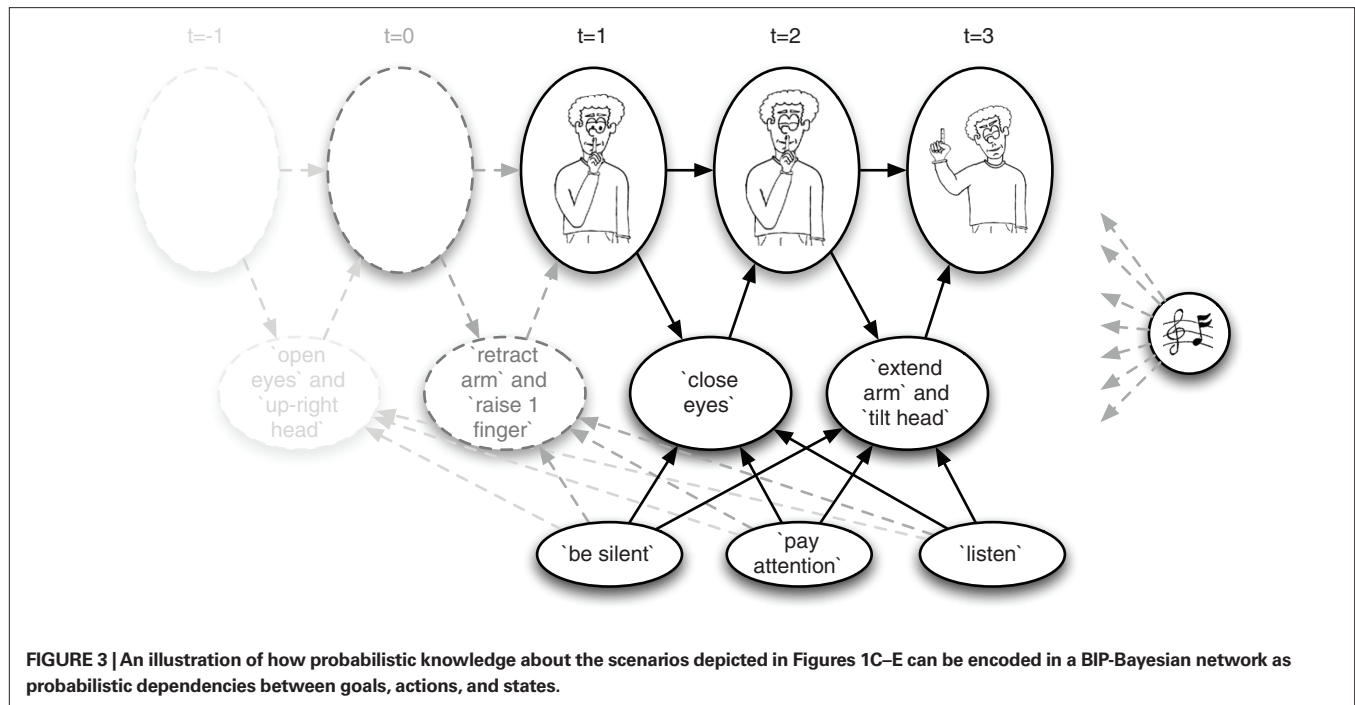 t=-1
t=0
t=1
t=2
t=3
`open
eyes` and
`up-right
head`
`retract
arm` and
`raise 1
finger`
`close
eyes`
`extend
arm` and
`tilt head`
`be silent`
`pay
attention`
`listen`
FIGURE 3 | An illustration of how probabilistic knowledge about the scenarios depicted in Figures 1C–E can be encoded in a BIP-Bayesian network as
probabilistic dependencies between goals, actions, and states.